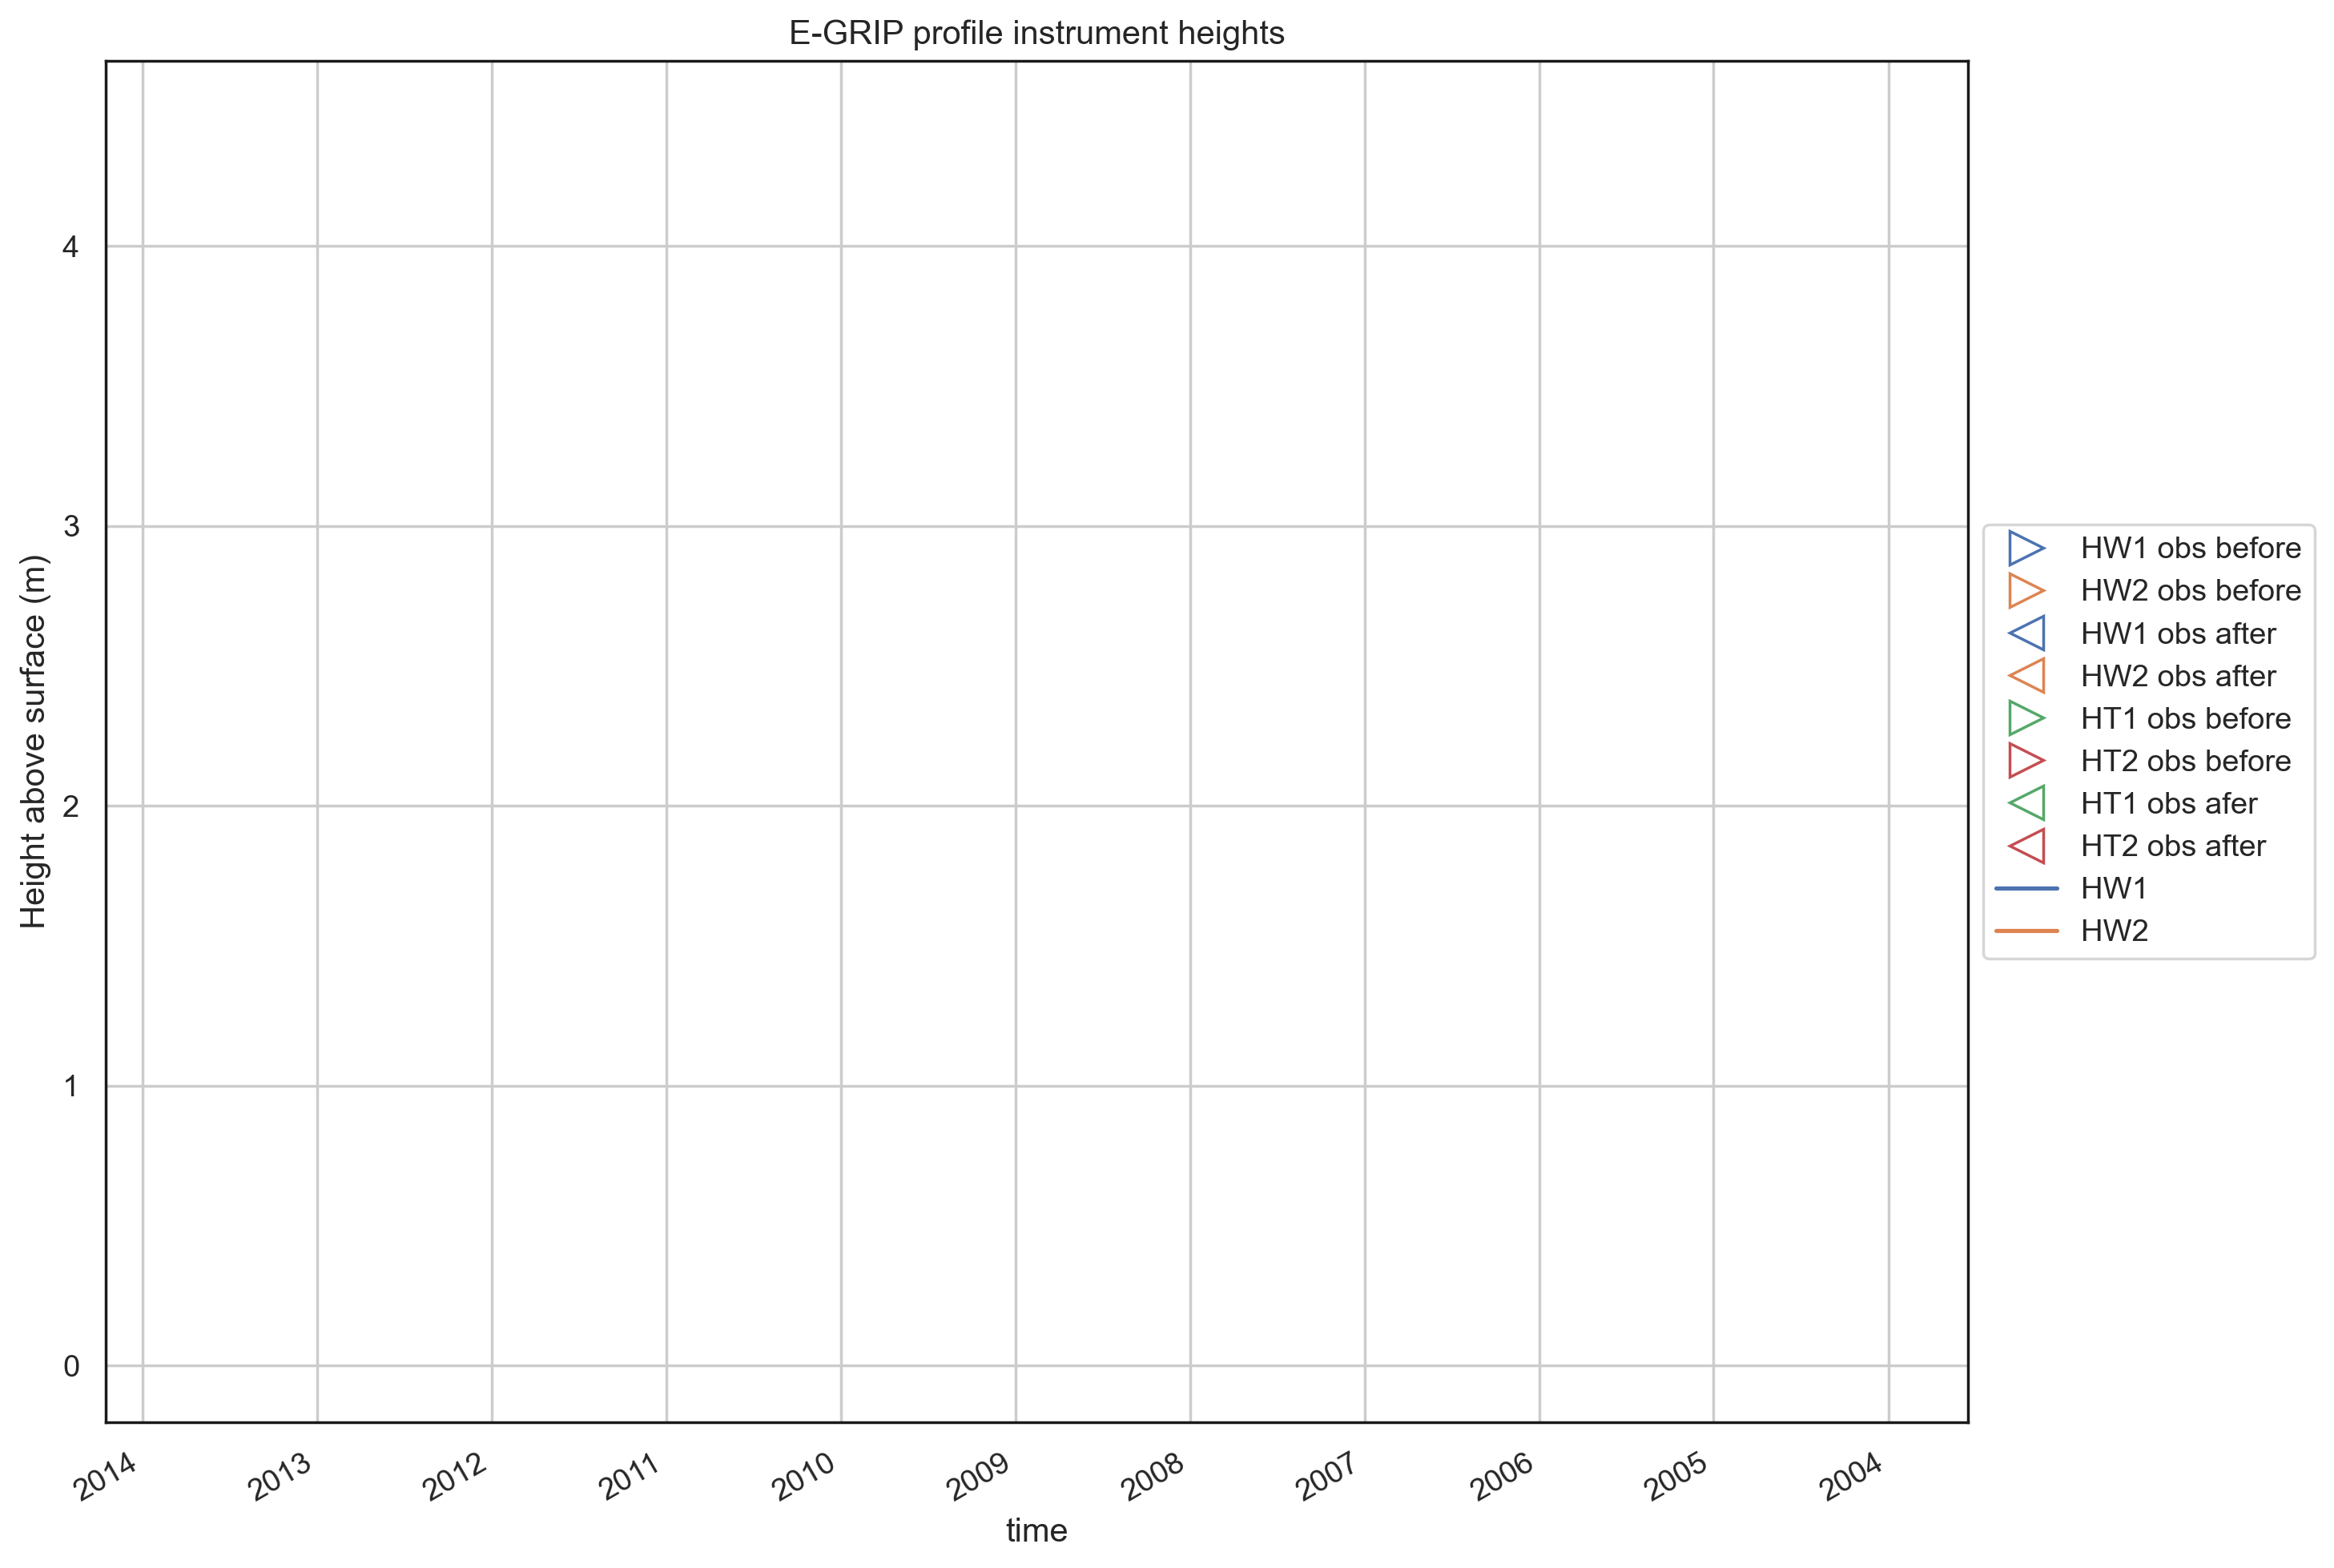 E-GRIP profile instrument heights
Height above surface (m)
4
3
2
1
0
2014
2013
2012
2011
2010
2009
2008
2007
2006
2005
2004
time
HW1 obs before
HW2 obs before
HW1 obs after
HW2 obs after
HT1 obs before
HT2 obs before
HT1 obs afer
HT2 obs after
HW1
HW2